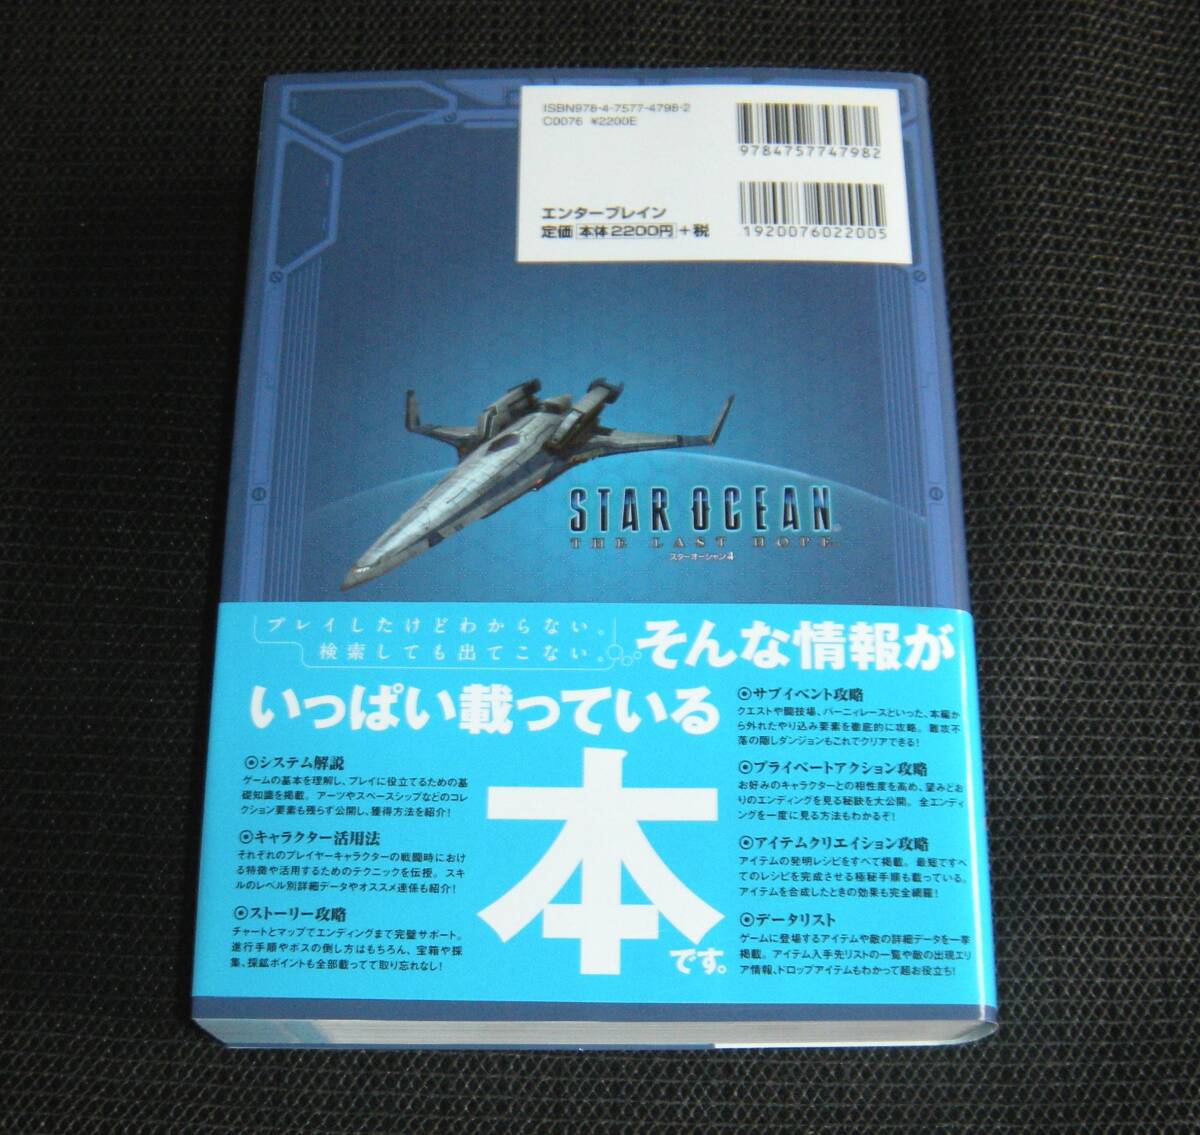 ISBN978-4-7577-4798-2
C0076 ¥2200E
9784757747982
エンターブレイン
定価 本体2200円 +税
1920076022005
STAR OCEAN
THE LAST HOPE
スターオーシャン4
プレイしたけどわからない。
検索しても出てこない。
そんな情報が
いっぱい載っている
本
です。
◉システム解説
ゲームの基本を理解し、プレイに役立てるための基
礎知識を掲載。アーツやスペースシップなどのコレ
クション要素も残らず公開し、獲得方法を紹介!
◉キャラクター活用法
それぞれのプレイヤーキャラクターの戦闘時におけ
る特徴や活用するためのテクニックを伝授。スキ
ルのレベル別詳細データやオススメ連係も紹介!
◉ストーリー攻略
チャートとマップでエンディングまで完璧サポート。
進行手順やボスの倒し方はもちろん、宝箱や採
集、採鉱ポイントも全部載ってて取り忘れなし!
◉サブイベント攻略
クエストや闘技場、バーニィレースといった、本編か
ら外れたやり込み要素を徹底的に攻略。難攻不
落の隠しダンジョンもこれでクリアできる!
◉プライベートアクション攻略
お好みのキャラクターとの相性度を高め、望みどお
りのエンディングを見る秘訣を大公開。全エンディ
ングを一度に見る方法もわかるぞ!
◉アイテムクリエイション攻略
アイテムの発明レシピをすべて掲載。最短ですべ
てのレシピを完成させる極秘手順も載っている。
アイテムを合成したときの効果も完全網羅!
◉データリスト
ゲームに登場するアイテムや敵の詳細データを一挙
掲載。アイテム入手先リストの一覧や敵の出現エリ
ア情報、ドロップアイテムもわかって超お役立ち!